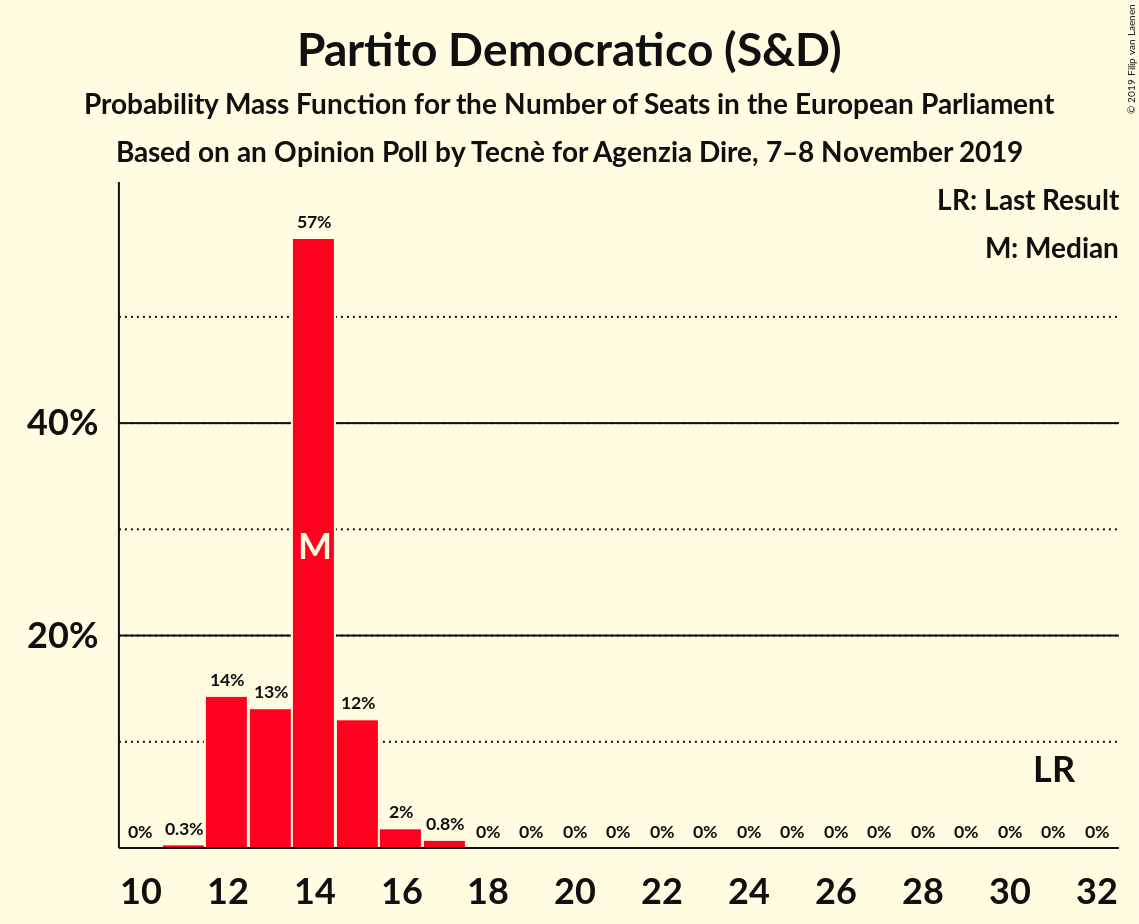 Partito Democratico (S&D)
Probability Mass Function for the Number of Seats in the European Parliament
Based on an Opinion Poll by Tecnè for Agenzia Dire, 7–8 November 2019
© 2019 Filip van Laenen
LR: Last Result
M: Median
57%
40%
M
20%
14%
13%
12%
LR
0%
0.3%
2%
0.8%
0% 0% 0% 0% 0% 0% 0% 0% 0% 0% 0% 0% 0% 0% 0%
10 12 14 16 18 20 22 24 26 28 30 32